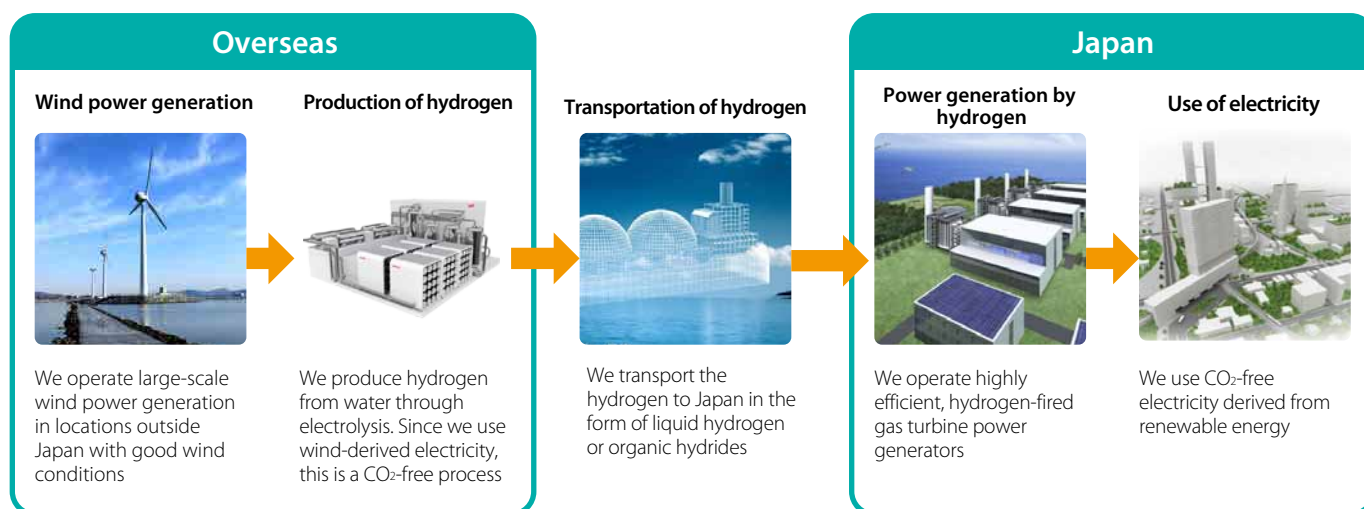 Overseas
Japan
Wind power generation
Production of hydrogen
Transportation of hydrogen
Power generation by
hydrogen
Use of electricity
We operate large-scale
wind power generation
in locations outside
Japan with good wind
conditions
We produce hydrogen
from water through
electrolysis. Since we use
wind-derived electricity,
this is a CO₂-free process
We transport the
hydrogen to Japan in the
form of liquid hydrogen
or organic hydrides
We operate highly
efficient, hydrogen-fired
gas turbine power
generators
We use CO₂-free
electricity derived from
renewable energy